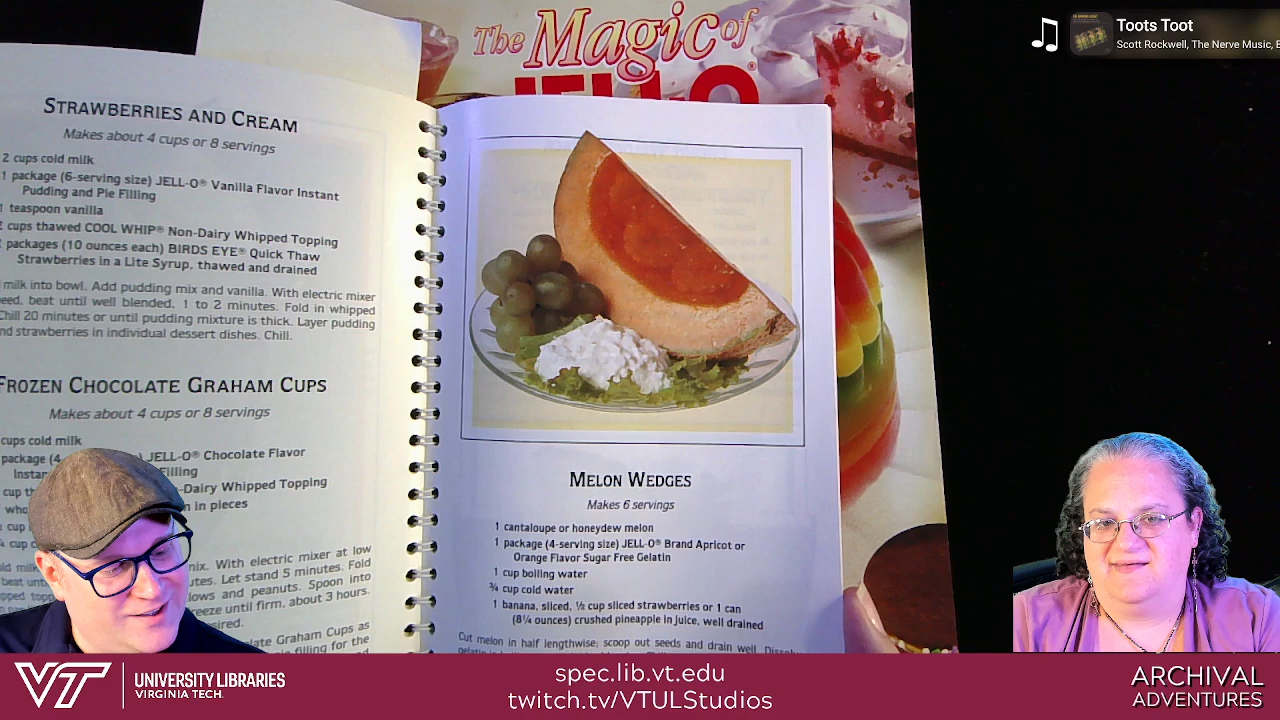 The Magic of
JELL-O®
Toots Toot
Scott Rockwell, The Nerve Music,
STRAWBERRIES AND CREAM
Makes about 4 cups or 8 servings
2 cups cold milk
1 package (6-serving size) JELL-O® Vanilla Flavor Instant
Pudding and Pie Filling
1 teaspoon vanilla
2 cups thawed COOL WHIP® Non-Dairy Whipped Topping
packages (10 ounces each) BIRDS EYE® Quick Thaw
Strawberries in a Lite Syrup, thawed and drained
milk into bowl. Add pudding mix and vanilla. With electric mixer
beat until well blended, 1 to 2 minutes. Fold in whipped
Chill 20 minutes or until pudding mixture is thick. Layer pudding
strawberries in individual dessert dishes. Chill.
FROZEN CHOCOLATE GRAHAM CUPS
Makes about 4 cups or 8 servings
cups cold milk
package (4- JELL-O® Chocolate Flavor
Filling
-Dairy Whipped Topping
in pieces
With electric mixer at low
Let stand 5 minutes. Fold
and peanuts. Spoon into
until firm, about 3 hours.
Graham Cups as
filling for the
MELON WEDGES
Makes 6 servings
1 cantaloupe or honeydew melon
1 package (4-serving size) JELL-O® Brand Apricot or
Orange Flavor Sugar Free Gelatin
1 cup boiling water
¾ cup cold water
1 banana, sliced, ½ cup sliced strawberries or 1 can
(8¼ ounces) crushed pineapple in juice, well drained
Cut melon in half lengthwise; scoop out seeds and drain well.
VT
UNIVERSITY LIBRARIES
VIRGINIA TECH.
spec.lib.vt.edu
twitch.tv/VTULStudios
ARCHIVAL
ADVENTURES